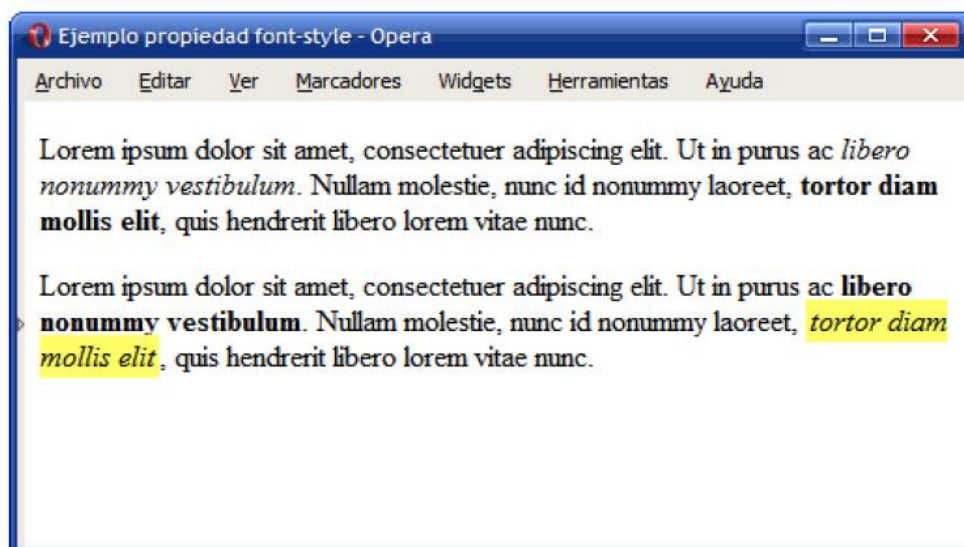 Ejemplo propiedad font-style - Opera
Archivo Editar Ver Marcadores Widgets Herramientas Ayuda
Lorem ipsum dolor sit amet, consectetuer adipiscing elit. Ut in purus ac libero
nonummy vestibulum. Nullam molestie, nunc id nonummy laoreet, tortor diam
mollis elit, quis hendrerit libero lorem vitae nunc.
Lorem ipsum dolor sit amet, consectetuer adipiscing elit. Ut in purus ac libero
nonummy vestibulum. Nullam molestie, nunc id nonummy laoreet, tortor diam
mollis elit, quis hendrerit libero lorem vitae nunc.